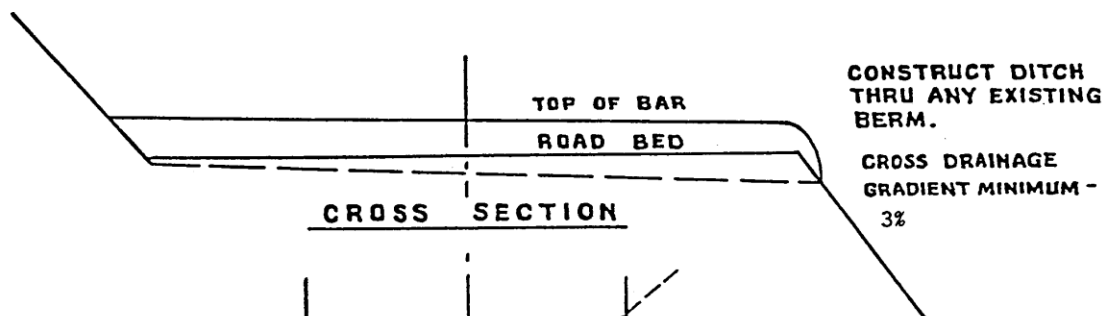 TOP OF BAR
ROAD BED
CROSS SECTION
CONSTRUCT DITCH
THRU ANY EXISTING
BERM.
CROSS DRAINAGE
GRADIENT MINIMUM -
3%